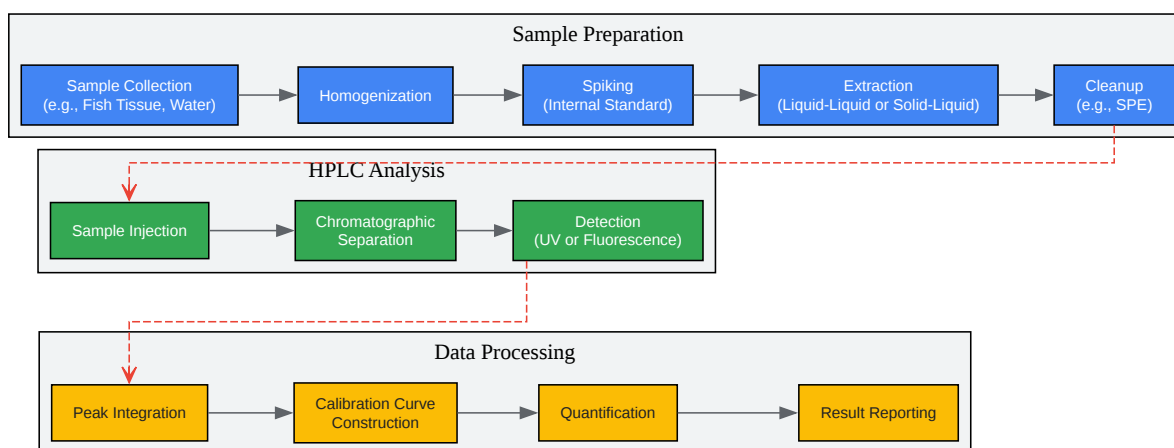 Sample Preparation
Sample Collection
(e.g., Fish Tissue, Water)
Homogenization
Spiking
(Internal Standard)
Extraction
(Liquid-Liquid or Solid-Liquid)
Cleanup
(e.g., SPE)
HPLC Analysis
Sample Injection
Chromatographic
Separation
Detection
(UV or Fluorescence)
Data Processing
Peak Integration
Calibration Curve
Construction
Quantification
Result Reporting